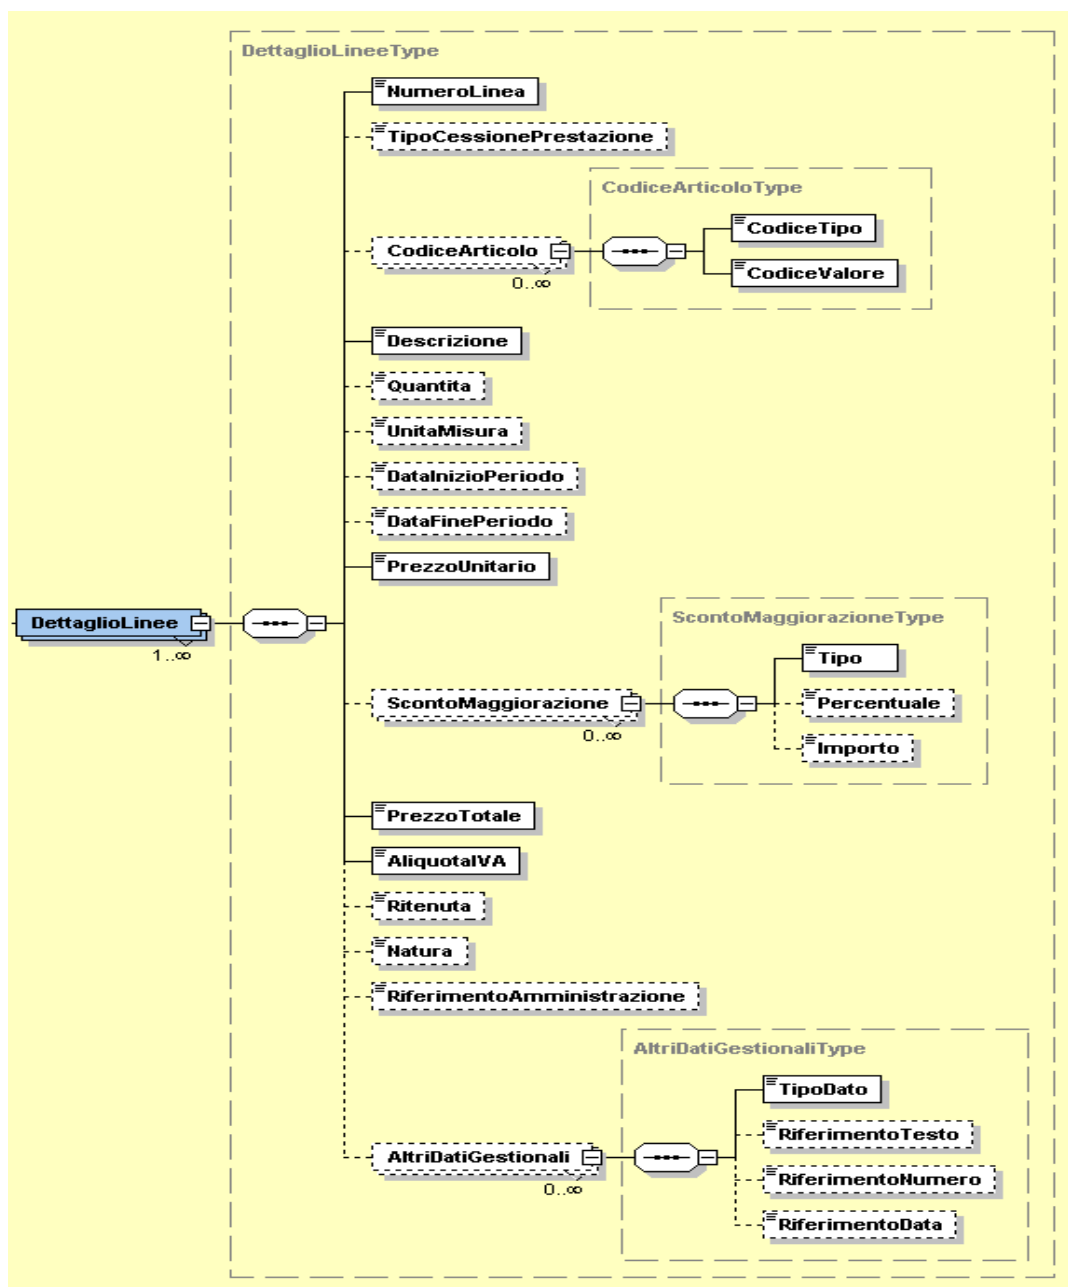 DettaglioLineeType
NumeroLinea
TipoCessionePrestazione
CodiceArticoloType
CodiceArticolo
0..∞
CodiceTipo
CodiceValore
Descrizione
Quantita
UnitaMisura
DataInizioPeriodo
DataFinePeriodo
PrezzoUnitario
DettaglioLinee
1..∞
ScontoMaggiorazioneType
ScontoMaggiorazione
0..∞
Tipo
Percentuale
Importo
PrezzoTotale
AliquotaIVA
Ritenuta
Natura
RiferimentoAmministrazione
AltriDatiGestionaliType
AltriDatiGestionali
0..∞
TipoDato
RiferimentoTesto
RiferimentoNumero
RiferimentoData